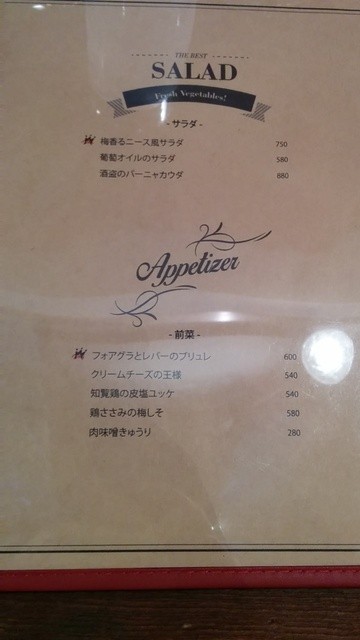 THE BEST
SALAD
Fresh Vegetables!
- サラダ -
梅香るニース風サラダ 750
葡萄オイルのサラダ 580
酒盗のバーニャカウダ 880
Appetizer
- 前菜 -
フォアグラとレバーのブリュレ 600
クリームチーズの王様 540
知覧鶏の皮塩ユッケ 540
鶏ささみの梅しそ 580
肉味噌きゅうり 280